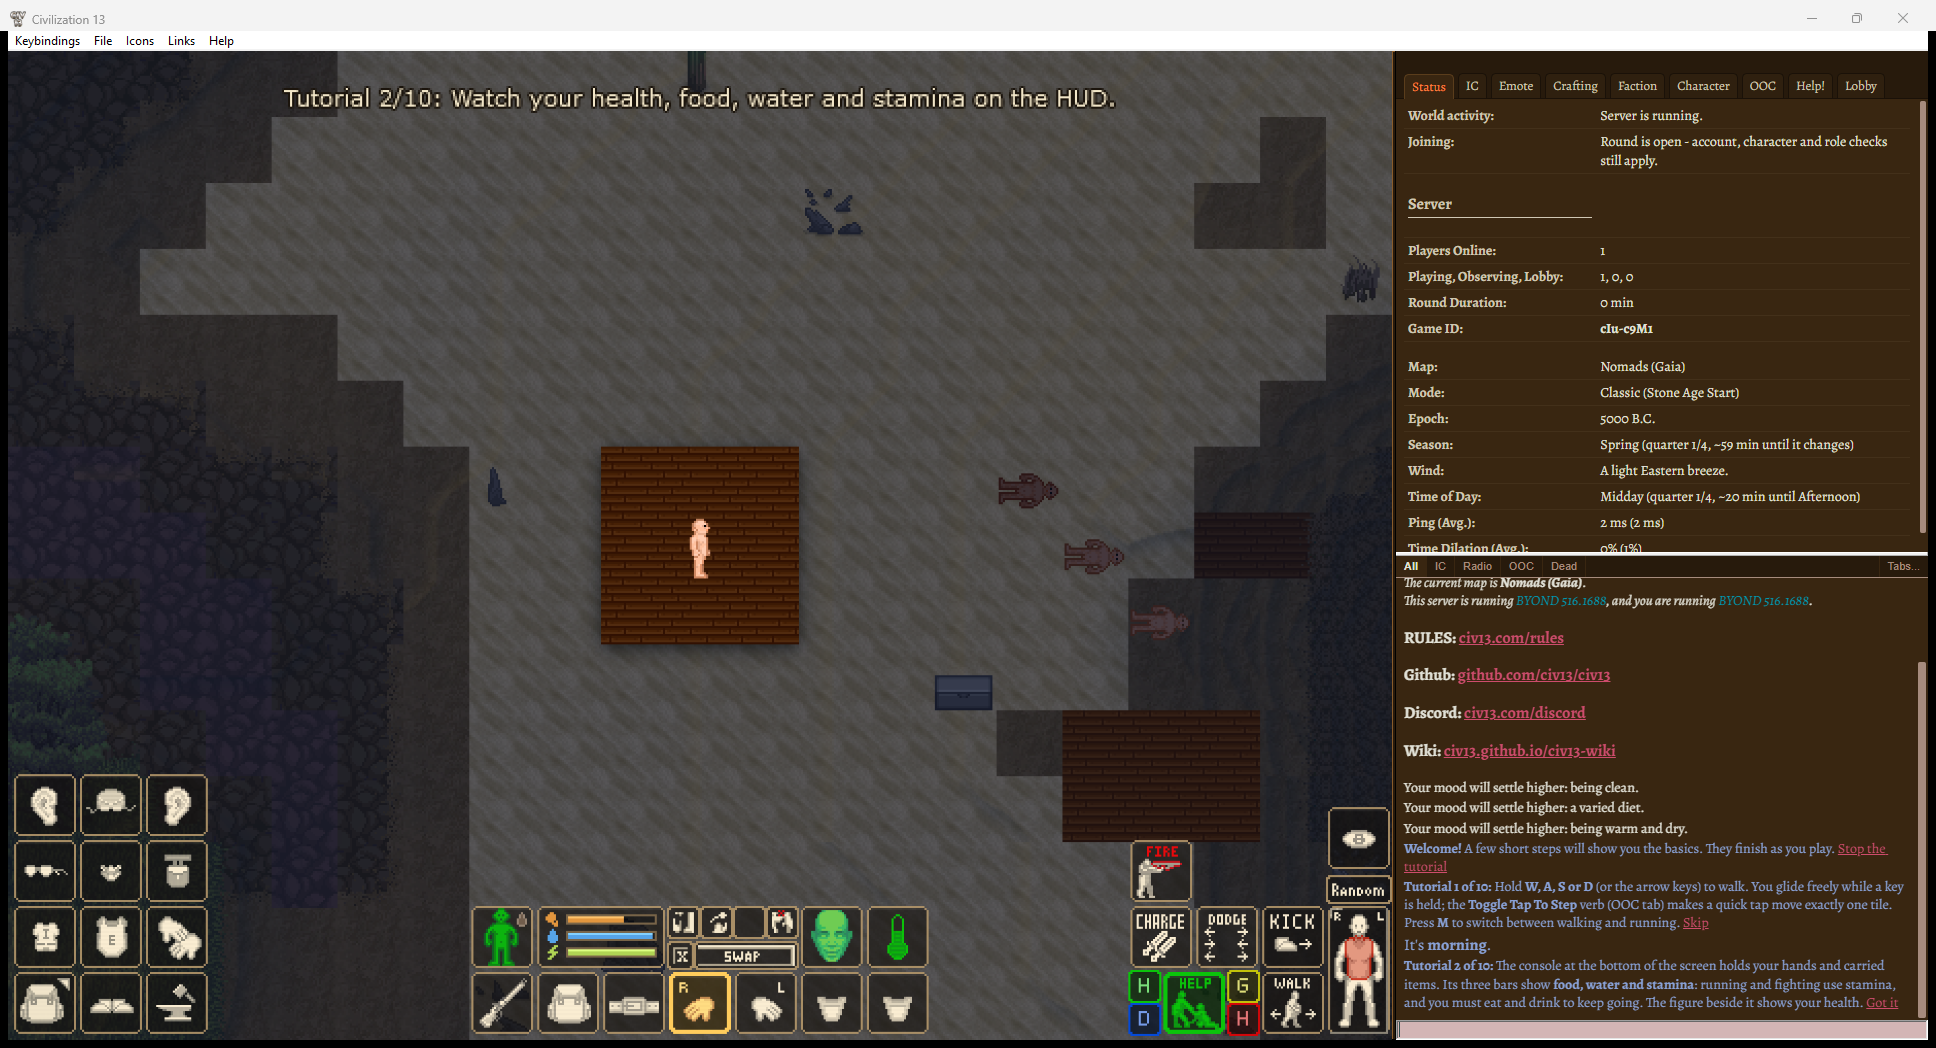 Civilization 13
Keybindings File Icons Links Help
Tutorial 2/10: Watch your health, food, water and stamina on the HUD.
Status IC Emote Crafting Faction Character OOC Help! Lobby
World activity: Server is running.
Joining: Round is open - account, character and role checks
still apply.
Server
Players Online: 1
Playing, Observing, Lobby: 1, 0, 0
Round Duration: 0 min
Game ID: cIu-c9M1
Map: Nomads (Gaia)
Mode: Classic (Stone Age Start)
Epoch: 5000 B.C.
Season: Spring (quarter 1/4, ~59 min until it changes)
Wind: A light Eastern breeze.
Time of Day: Midday (quarter 1/4, ~20 min until Afternoon)
Ping (Avg.): 2 ms (2 ms)
Time Dilation (Avg.): 0% (1%)
All IC Radio OOC Dead Tabs...
The current map is Nomads (Gaia).
This server is running BYOND 516.1688, and you are running BYOND 516.1688.
RULES: civ13.com/rules
Github: github.com/civ13/civ13
Discord: civ13.com/discord
Wiki: civ13.github.io/civ13-wiki
Your mood will settle higher: being clean.
Your mood will settle higher: a varied diet.
Your mood will settle higher: being warm and dry.
Welcome! A few short steps will show you the basics. They finish as you play. Stop the
tutorial
Tutorial 1 of 10: Hold W, A, S or D (or the arrow keys) to walk. You glide freely while a key
is held; the Toggle Tap To Step verb (OOC tab) makes a quick tap move exactly one tile.
Press M to switch between walking and running. Skip
It's morning.
Tutorial 2 of 10: The console at the bottom of the screen holds your hands and carried
items. Its three bars show food, water and stamina: running and fighting use stamina,
and you must eat and drink to keep going. The figure beside it shows your health. Got it
FIRE
B
Random
CHARGE DODGE KICK
R L
X SWAP
E
I
R L
H HELP G WALK
D H